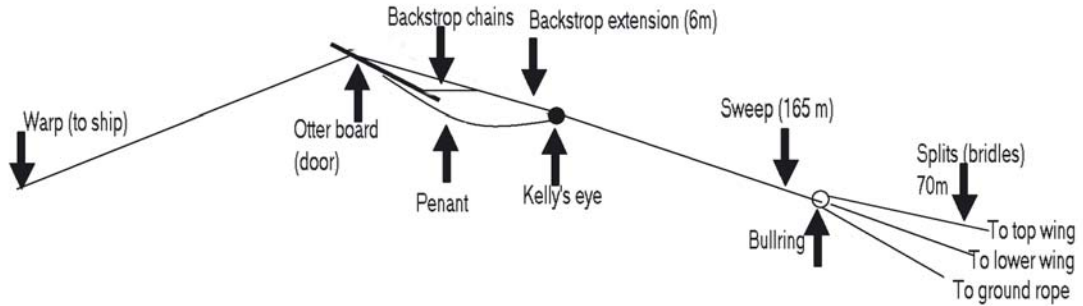 Backstrop chains
Backstrop extension (6m)
Warp (to ship)
Otter board
(door)
Penant
Kelly's eye
Sweep (165 m)
Splits (bridles)
70m
Bullring
To top wing
To lower wing
To ground rope